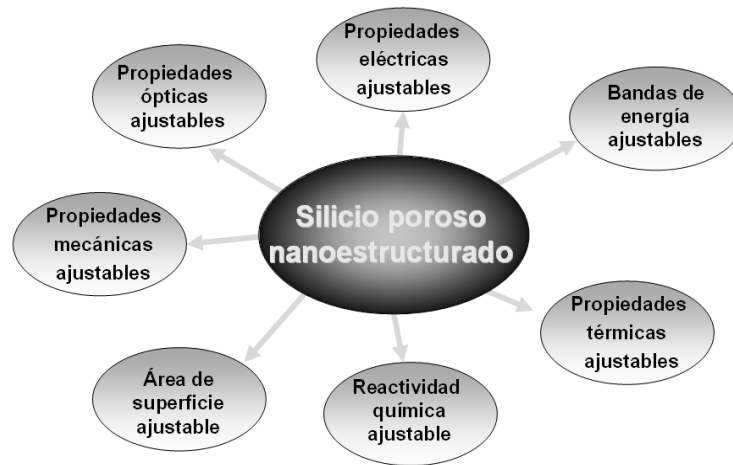 Propiedades
eléctricas
ajustables
Propiedades
ópticas
ajustables
Bandas de
energía
ajustables
Silicio poroso
nanoestructurado
Propiedades
mecánicas
ajustables
Propiedades
térmicas
ajustables
Área de
superficie
ajustable
Reactividad
química
ajustable